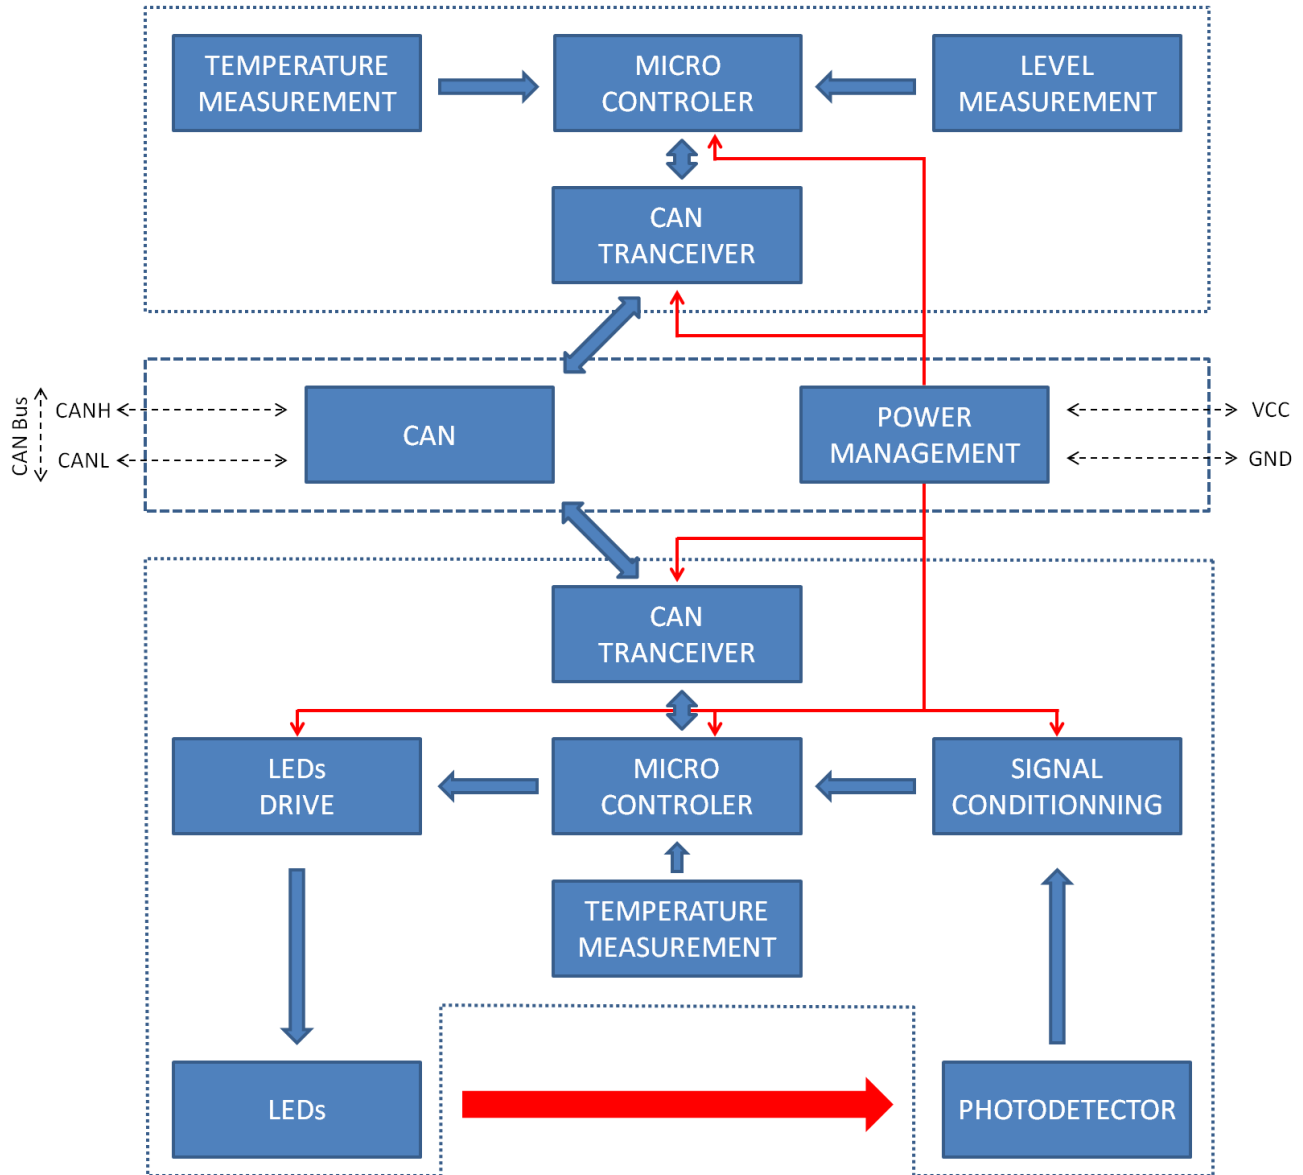 TEMPERATURE
MEASUREMENT
MICRO
CONTROLER
LEVEL
MEASUREMENT
CAN
TRANCEIVER
CAN Bus
CANH
CANL
CAN
POWER
MANAGEMENT
VCC
GND
CAN
TRANCEIVER
LEDs
DRIVE
MICRO
CONTROLER
SIGNAL
CONDITIONNING
TEMPERATURE
MEASUREMENT
LEDs
PHOTODETECTOR